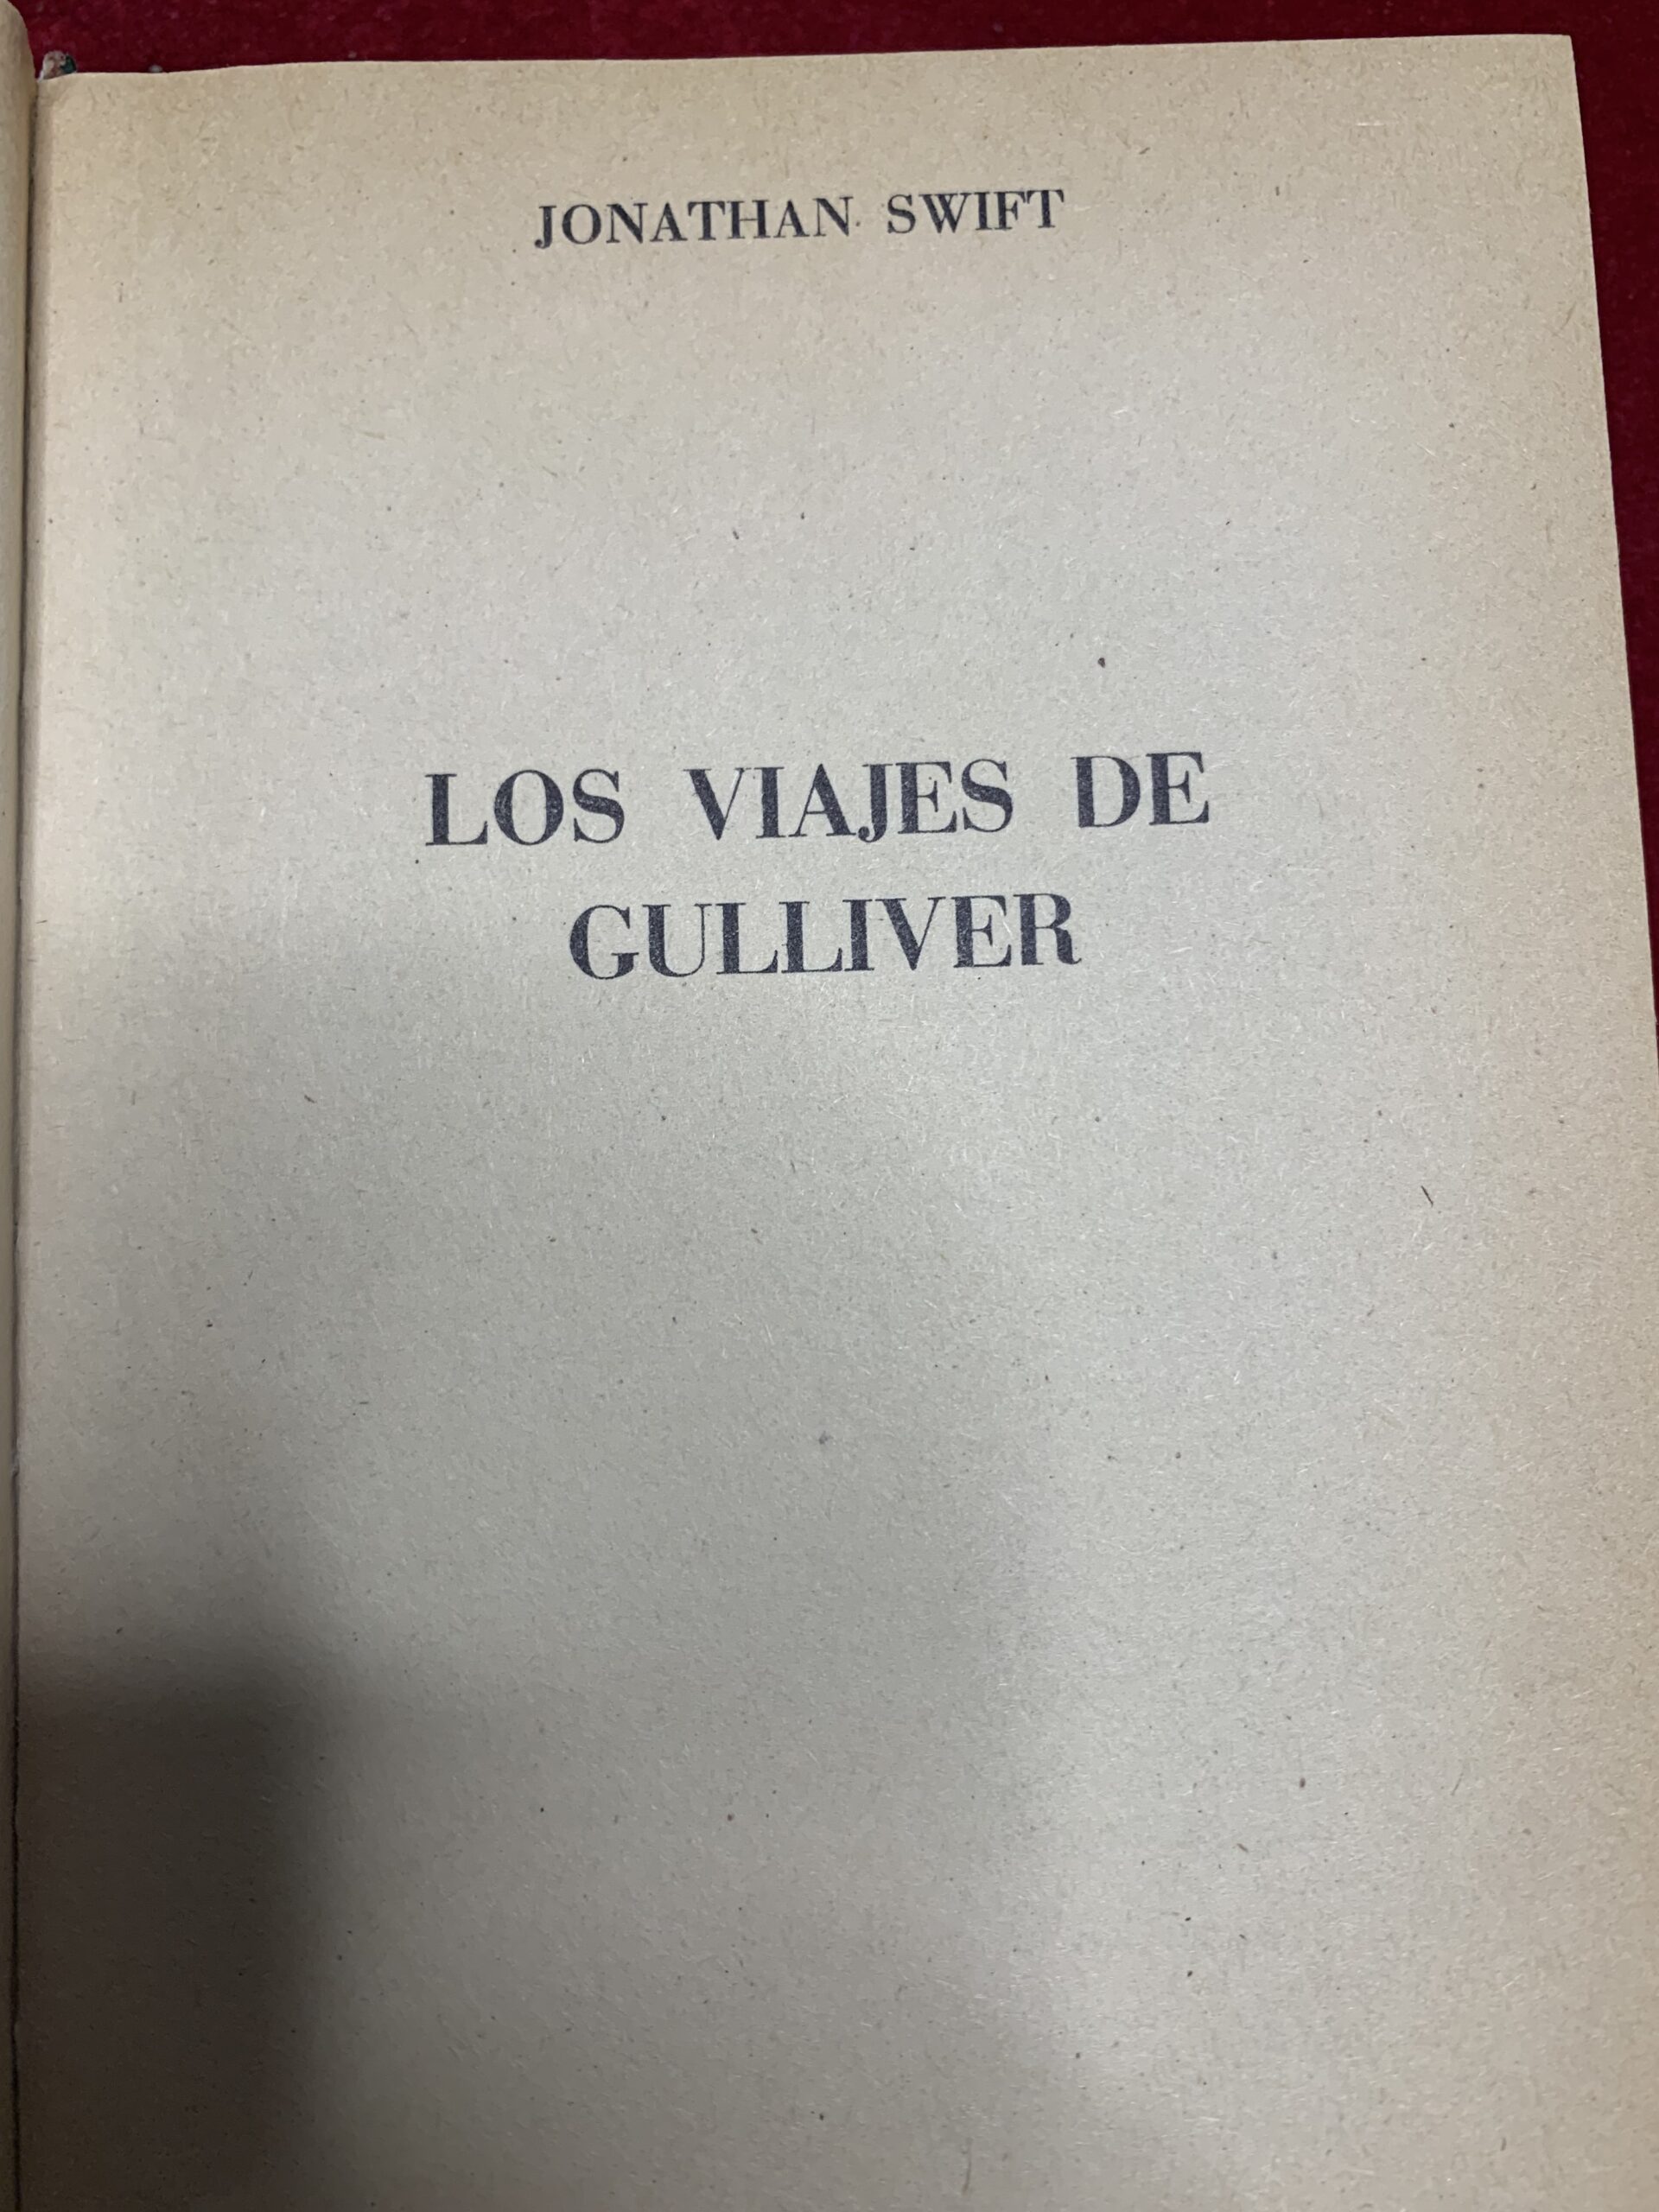 JONATHAN SWIFT
LOS VIAJES DE
GULLIVER